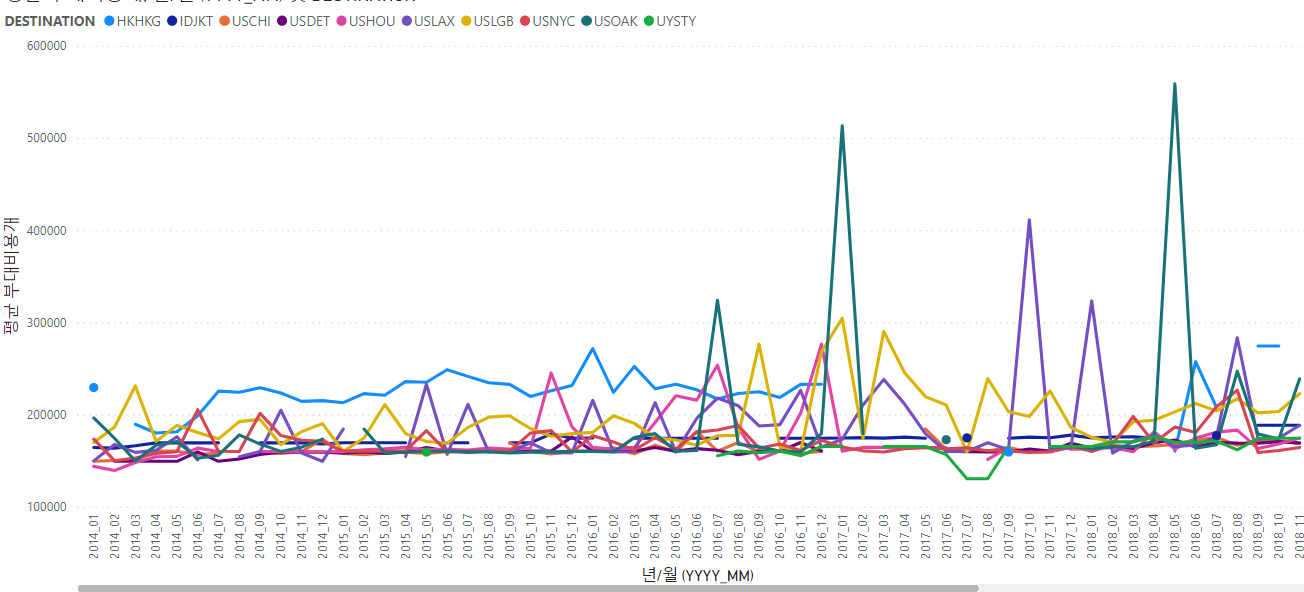 DESTINATION HKHKG IDJKT USCHI USDET USHOU USLAX USLGB USNYC USOAK UYSTY
600000
500000
400000
300000
200000
100000
평균 부대비용개
2014_01 2014_02 2014_03 2014_04 2014_05 2014_06 2014_07 2014_08 2014_09 2014_10 2014_11 2014_12 2015_01 2015_02 2015_03 2015_04 2015_05 2015_06 2015_07 2015_08 2015_09 2015_10 2015_11 2015_12 2016_01 2016_02 2016_03 2016_04 2016_05 2016_06 2016_07 2016_08 2016_09 2016_10 2016_11 2016_12 2017_01 2017_02 2017_03 2017_04 2017_05 2017_06 2017_07 2017_08 2017_09 2017_10 2017_11 2017_12 2018_01 2018_02 2018_03 2018_04 2018_05 2018_06 2018_07 2018_08 2018_09 2018_10 2018_11
년/월 (YYYY_MM)